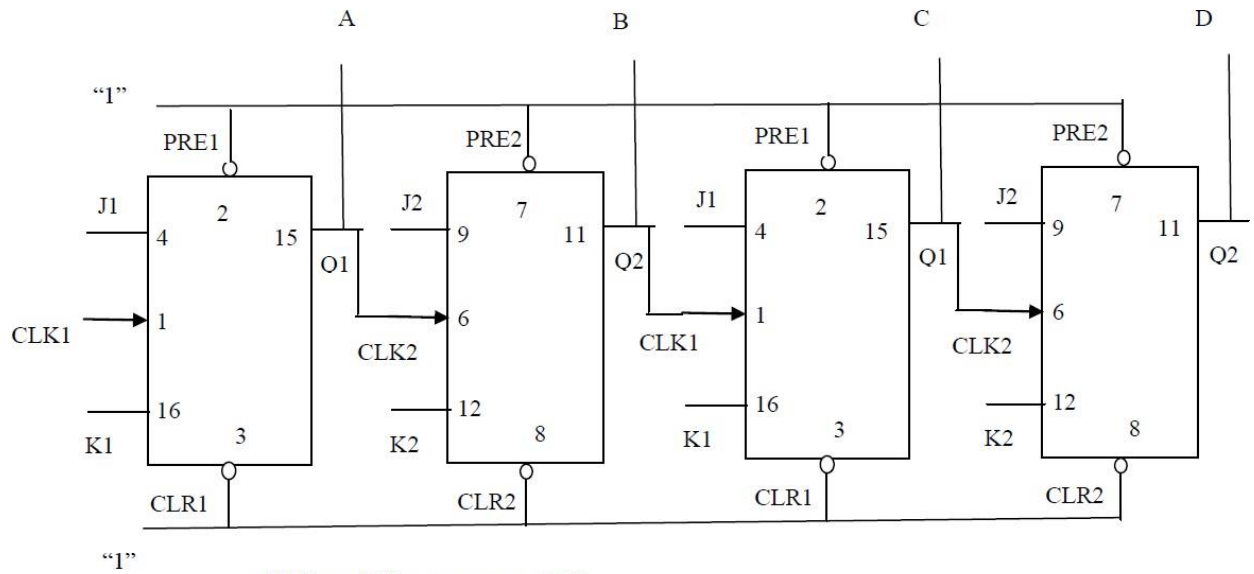 A B C D
“1”
PRE1 PRE2 PRE1 PRE2
J1 4 2 15 J2 9 7 11 J1 4 2 15 J2 9 7 11
Q1 Q2 Q1 Q2
CLK1 1 6 1 6
CLK2 CLK1 CLK2
16 12 16 12
K1 3 K2 8 K1 3 K2 8
CLR1 CLR2 CLR1 CLR2
“1”